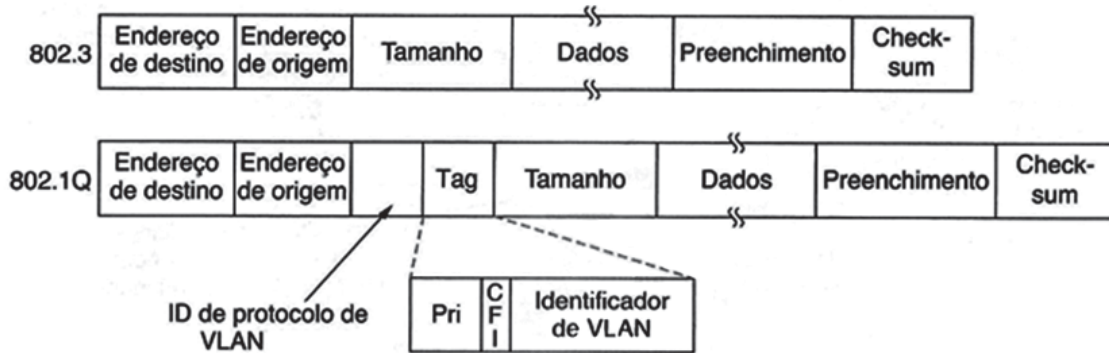 802.3
Endereço de destino
Endereço de origem
Tamanho
Dados
Preenchimento
Check-
sum
802.1Q
Endereço de destino
Endereço de origem
Tag
Tamanho
Dados
Preenchimento
Check-
sum
ID de protocolo de
VLAN
Pri
CFI
Identificador
de VLAN